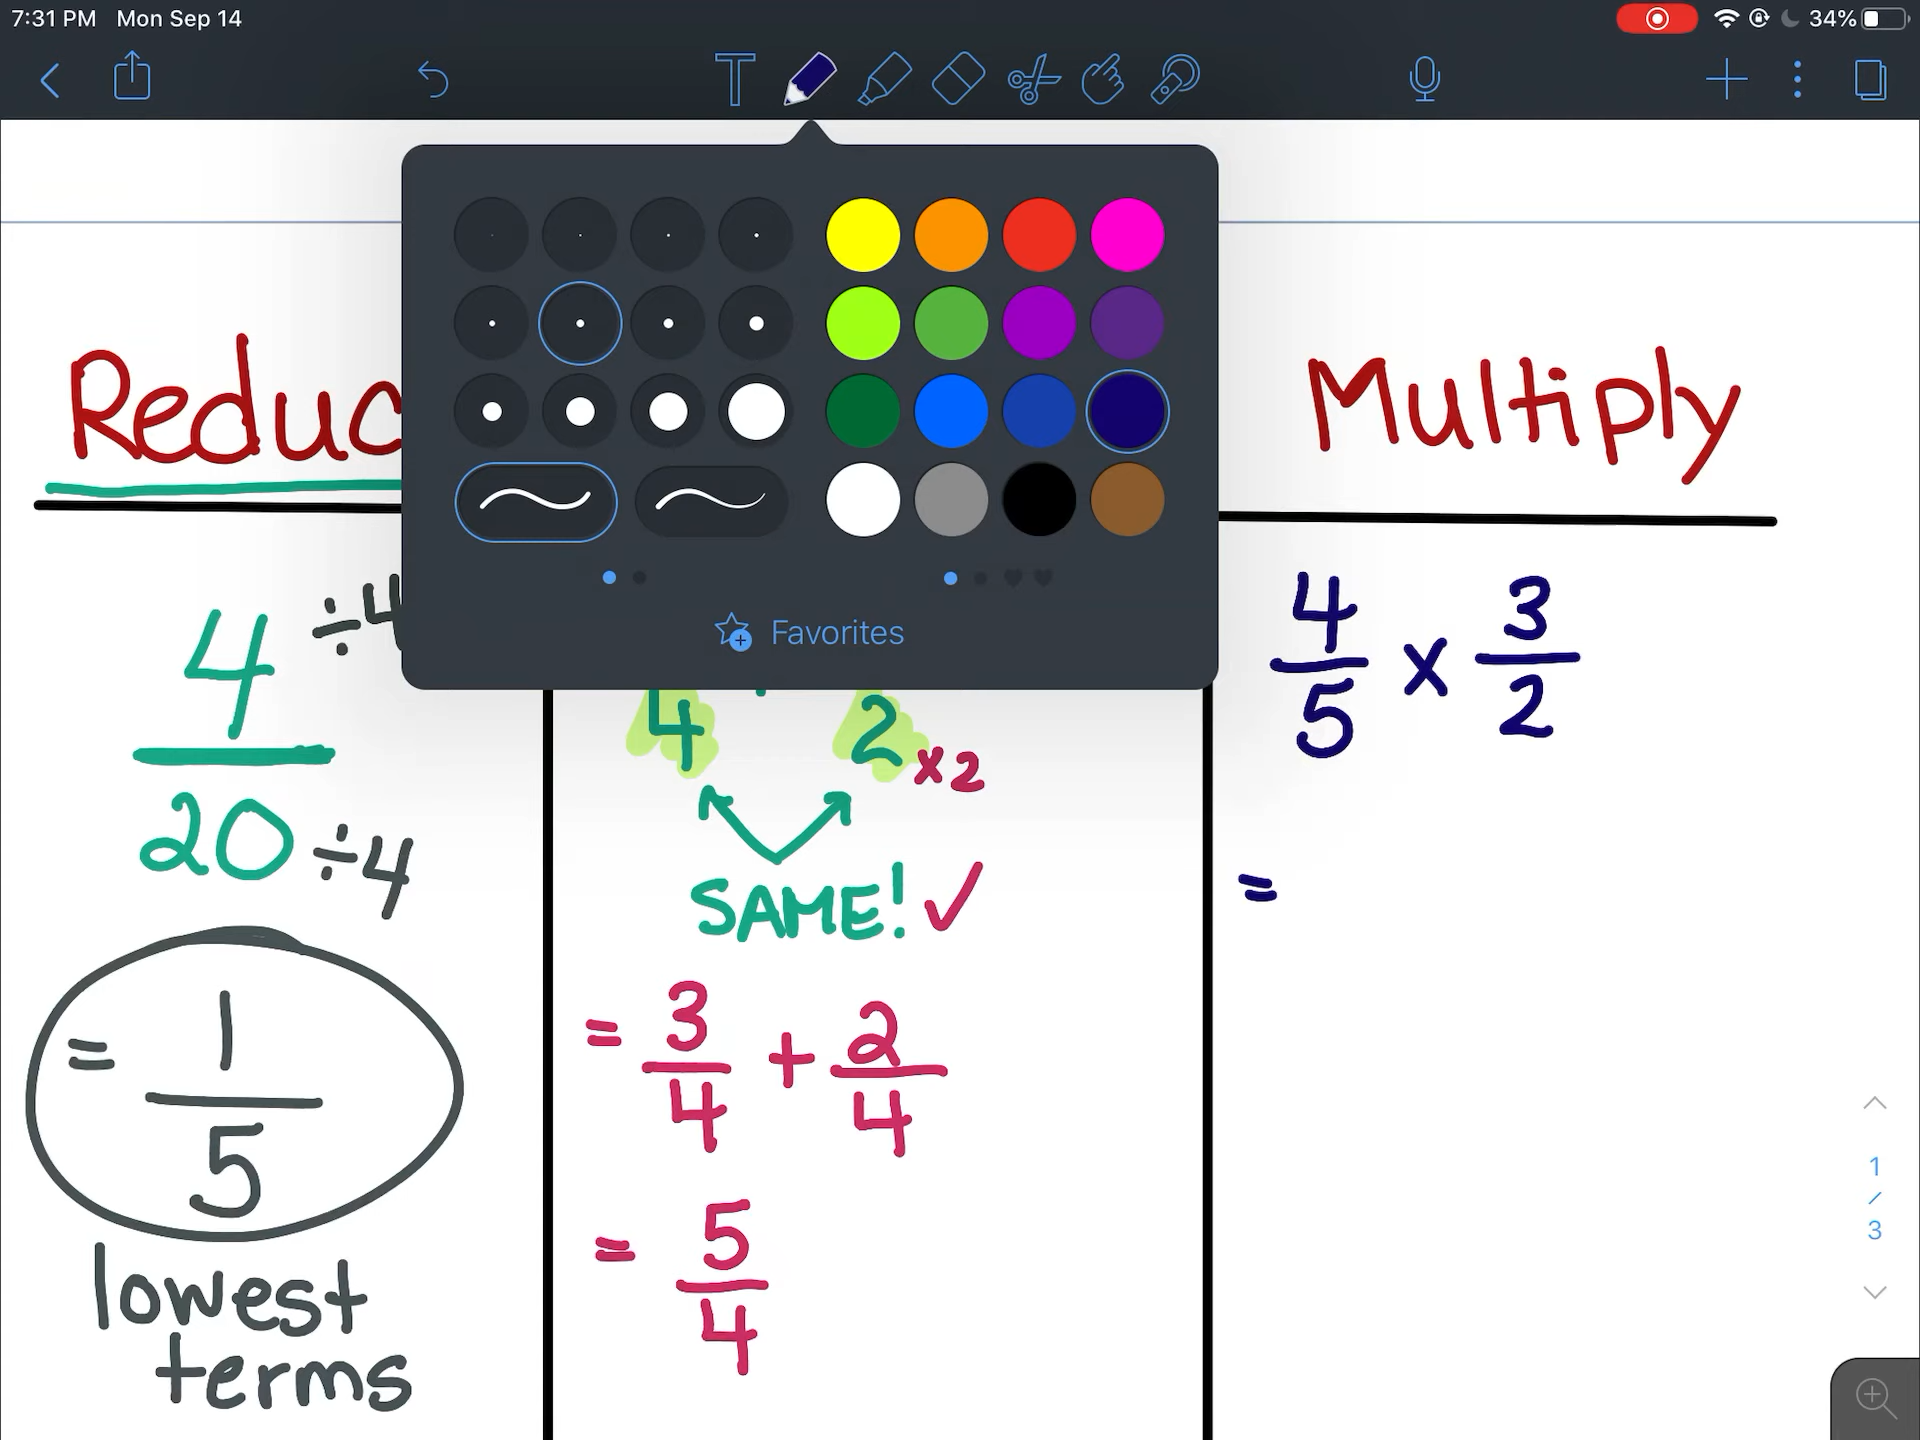 7:31 PM Mon Sep 14
34%
T
Favorites
Reduc
4 ÷4
20 ÷4
= 1
5
lowest
terms
4 2 x2
SAME! ✓
= 3 + 2
4 4
= 5
4
Multiply
4 x 3
5 2
=
1
/
3